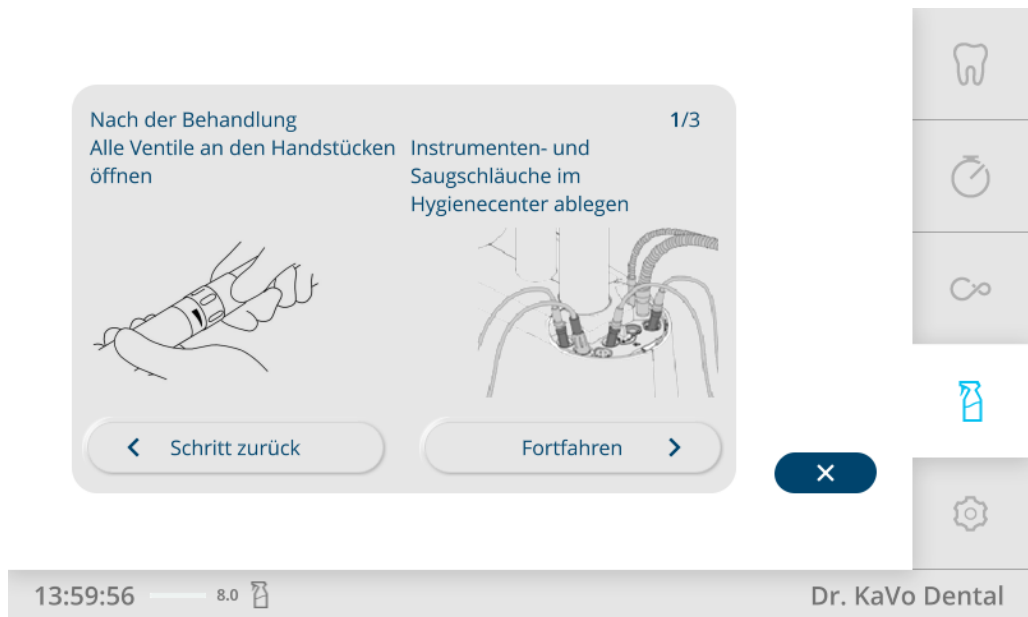 Nach der Behandlung
1/3
Alle Ventile an den Handstücken
öffnen
Instrumenten- und
Saugschläuche im
Hygienecenter ablegen
Schritt zurück
Fortfahren
13:59:56
8.0
Dr. KaVo Dental